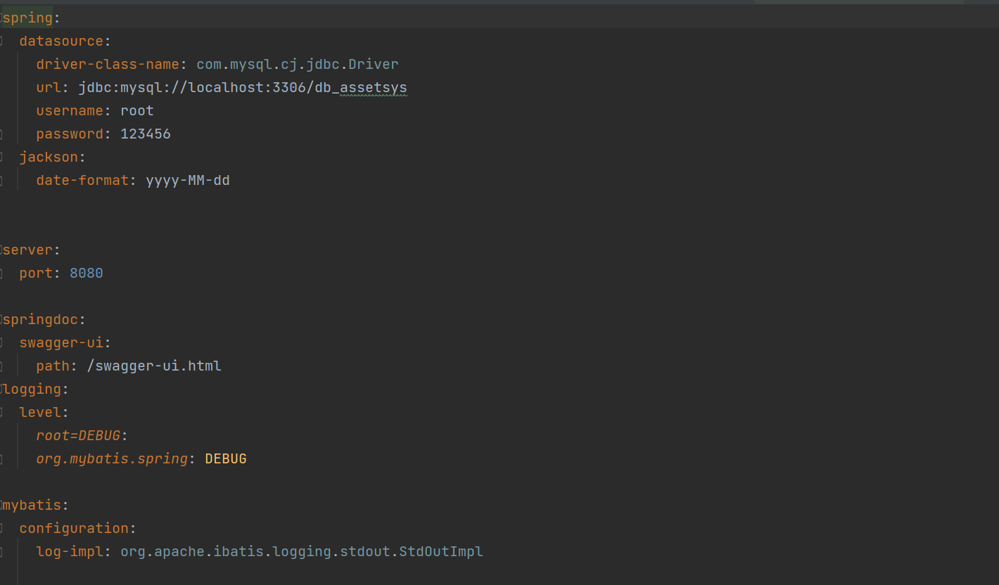 spring:
  datasource:
    driver-class-name: com.mysql.cj.jdbc.Driver
    url: jdbc:mysql://localhost:3306/db_assetsys
    username: root
    password: 123456
  jackson:
    date-format: yyyy-MM-dd
server:
  port: 8080
springdoc:
  swagger-ui:
    path: /swagger-ui.html
logging:
  level:
    root=DEBUG:
    org.mybatis.spring: DEBUG
mybatis:
  configuration:
    log-impl: org.apache.ibatis.logging.stdout.StdOutImpl